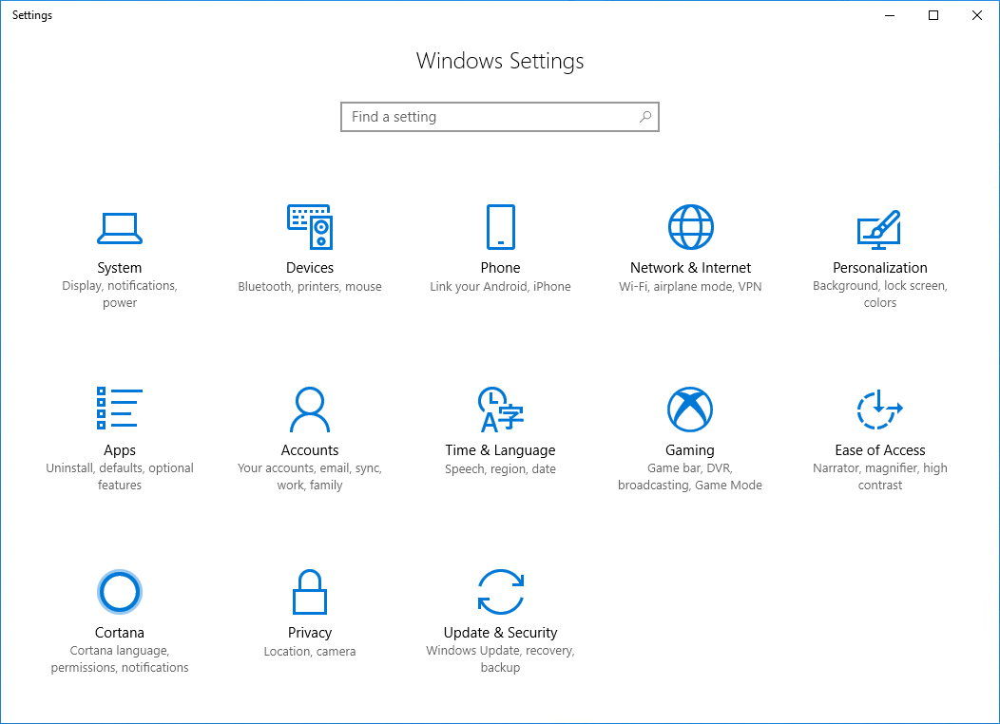 Settings
Windows Settings
Find a setting
System
Display, notifications,
power
Devices
Bluetooth, printers, mouse
Phone
Link your Android, iPhone
Network & Internet
Wi-Fi, airplane mode, VPN
Personalization
Background, lock screen,
colors
Apps
Uninstall, defaults, optional
features
Accounts
Your accounts, email, sync,
work, family
A字
Time & Language
Speech, region, date
Gaming
Game bar, DVR,
broadcasting, Game Mode
Ease of Access
Narrator, magnifier, high
contrast
Cortana
Cortana language,
permissions, notifications
Privacy
Location, camera
Update & Security
Windows Update, recovery,
backup